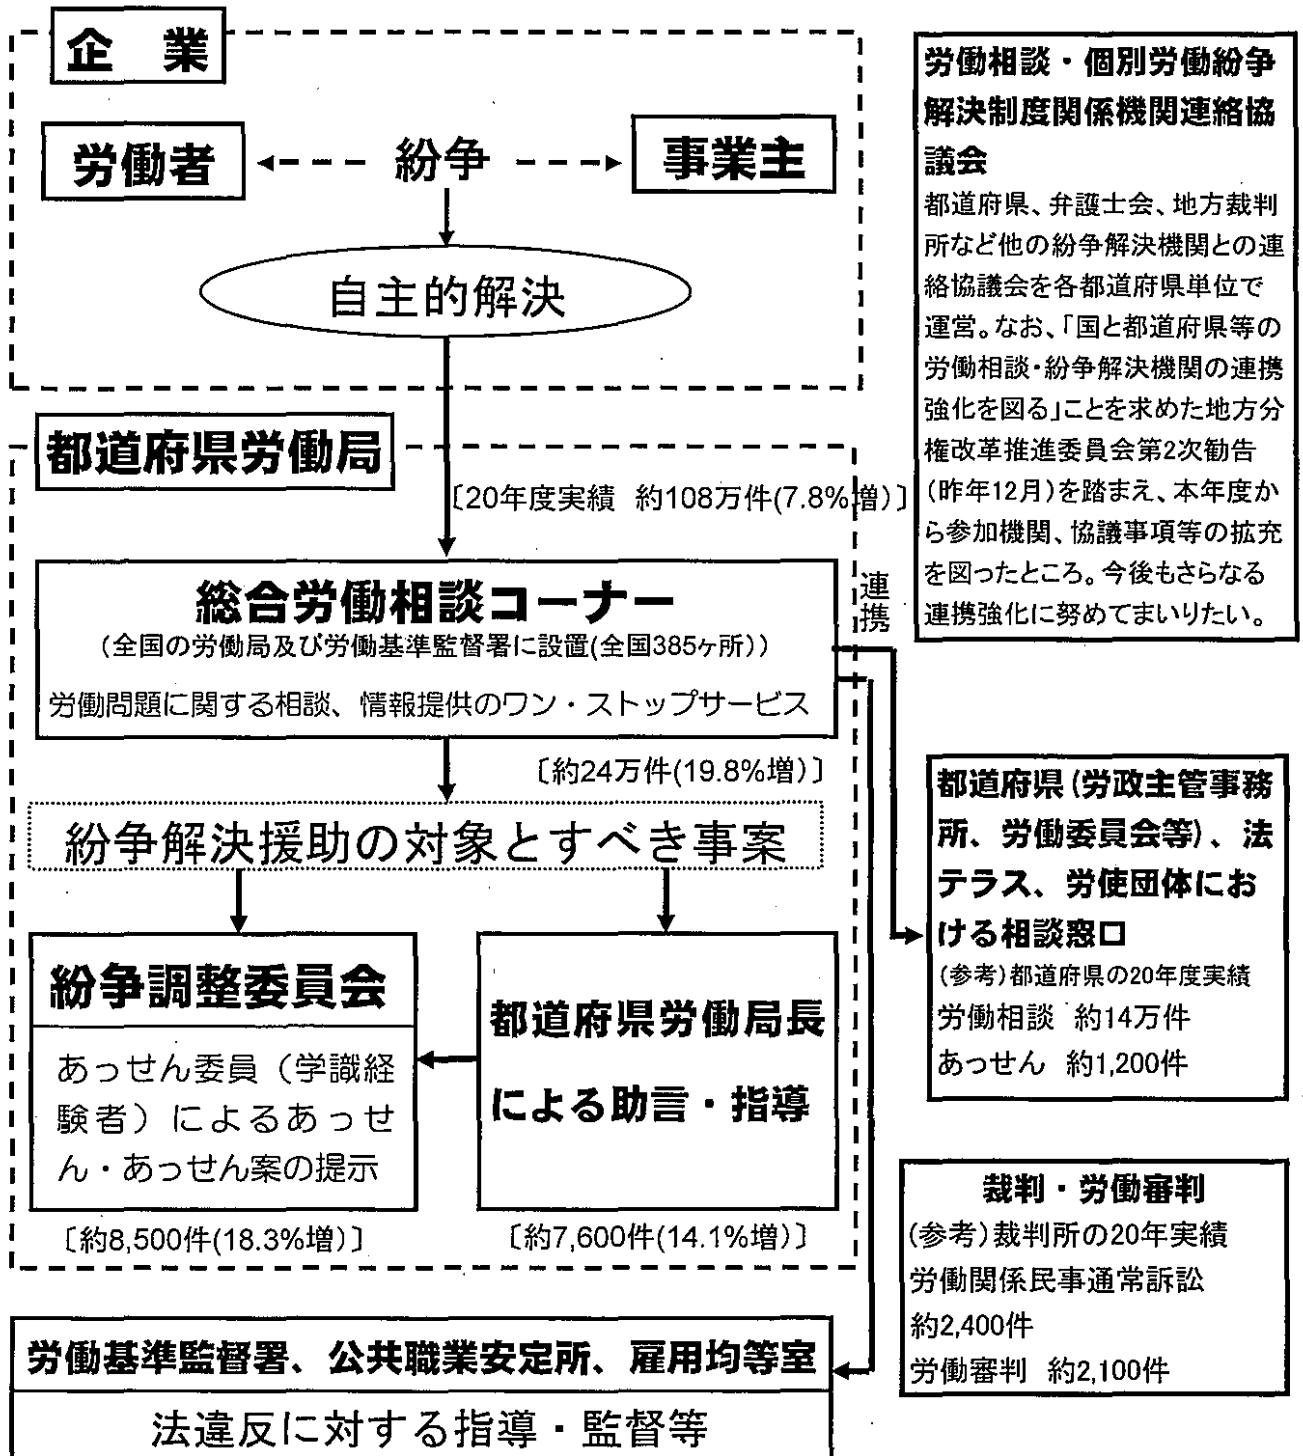 企　業
労働者
紛争
事業主
自主的解決
都道府県労働局
〔20年度実績 約108万件(7.8%増)〕
総合労働相談コーナー
(全国の労働局及び労働基準監督署に設置(全国385ヶ所))
労働問題に関する相談、情報提供のワン・ストップサービス
連携
〔約24万件(19.8%増)〕
紛争解決援助の対象とすべき事案
紛争調整委員会
あっせん委員（学識経
験者）によるあっせ
ん・あっせん案の提示
〔約8,500件(18.3%増)〕
都道府県労働局長
による助言・指導
〔約7,600件(14.1%増)〕
労働基準監督署、公共職業安定所、雇用均等室
法違反に対する指導・監督等
労働相談・個別労働紛争
解決制度関係機関連絡協
議会
都道府県、弁護士会、地方裁判
所など他の紛争解決機関との連
絡協議会を各都道府県単位で
運営。なお、「国と都道府県等の
労働相談・紛争解決機関の連携
強化を図る」ことを求めた地方分
権改革推進委員会第2次勧告
(昨年12月)を踏まえ、本年度か
ら参加機関、協議事項等の拡充
を図ったところ。今後もさらなる
連携強化に努めてまいりたい。
都道府県(労政主管事務
所、労働委員会等)、法
テラス、労使団体にお
ける相談窓口
(参考)都道府県の20年度実績
労働相談 約14万件
あっせん 約1,200件
裁判・労働審判
(参考)裁判所の20年実績
労働関係民事通常訴訟
約2,400件
労働審判 約2,100件